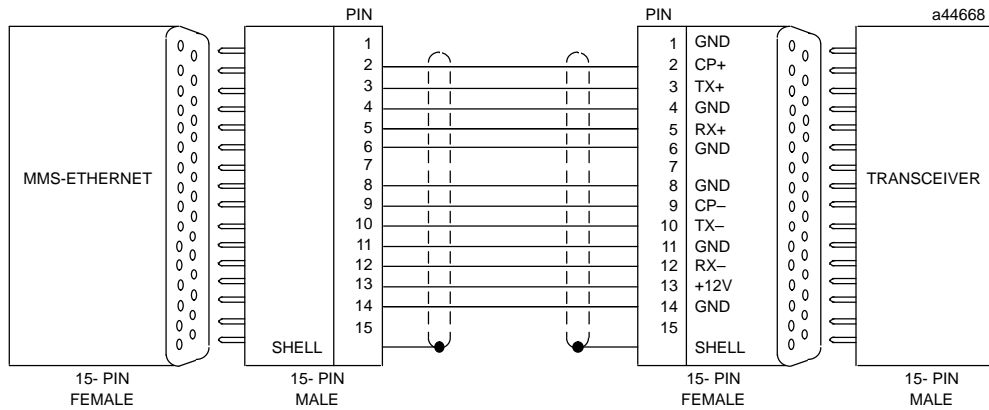 PIN PIN a44668
1 1 GND
2 2 CP+
3 3 TX+
4 4 GND
5 5 RX+
6 6 GND
7 7
MMS-ETHERNET TRANSCEIVER
8 8 GND
9 9 CP–
10 10 TX–
11 11 GND
12 12 RX–
13 13 +12V
14 14 GND
15 15
SHELL SHELL
15- PIN 15- PIN 15- PIN 15- PIN
FEMALE MALE FEMALE MALE